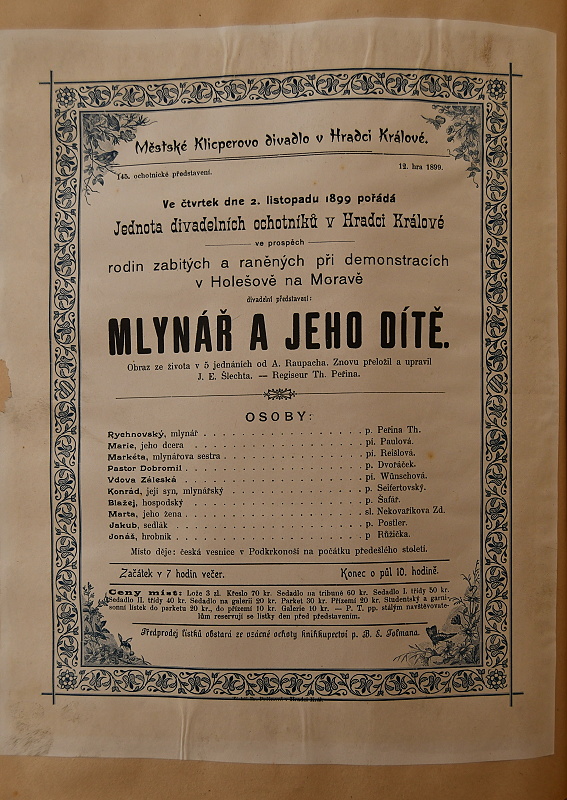 Městské Klicperovo divadlo v Hradci Králové.
145. ochotnické představení. 12. hra 1899.
Ve čtvrtek dne 2. listopadu 1899 pořádá
Jednota divadelních ochotníků v Hradci Králové
ve prospěch
rodin zabitých a raněných při demonstracích
v Holešově na Moravě
divadelní představení:
MLYNÁŘ A JEHO DÍTĚ.
Obraz ze života v 5 jednáních od A. Raupacha. Znovu přeložil a upravil
J. E. Šlechta. — Regiseur Th. Peřina.
OSOBY:
Rychnovský, mlynář . . . p. Peřina Th.
Marie, jeho dcera . . . pí. Paulová.
Markéta, mlynářova sestra . . . pí. Reislová.
Pastor Dobromil . . . p. Dvořáček.
Vdova Záleská . . . pí. Wünschová.
Konrád, její syn, mlynářský . . . p. Seifertovský.
Blažej, hospodský . . . p. Šafář.
Marta, jeho žena . . . sl. Nekovaříkova Zd.
Jakub, sedlák . . . p. Postler.
Jonáš, hrobník . . . p Růžička.
Místo děje: česká vesnice v Podkrkonoší na počátku předešlého století.
Začátek v 7 hodin večer. Konec o půl 10. hodině.
Ceny míst: Lože 3 zl. Křeslo 70 kr. Sedadlo na tribuně 60 kr. Sedadlo I. třídy 50 kr.
Sedadlo II. třídy 40 kr. Sedadlo na galerii 20 kr. Parket 30 kr. Přízemí 20 kr. Studentský a garni-
sonní lístek do parketu 20 kr., do přízemí 10 kr. Galerie 10 kr. — P. T. pp. stálým navštěvovate-
lům reservují se lístky den před představením.
Předprodej lístků obstará ze vzácné ochoty knihkupectví p. B. E. Tolmana.